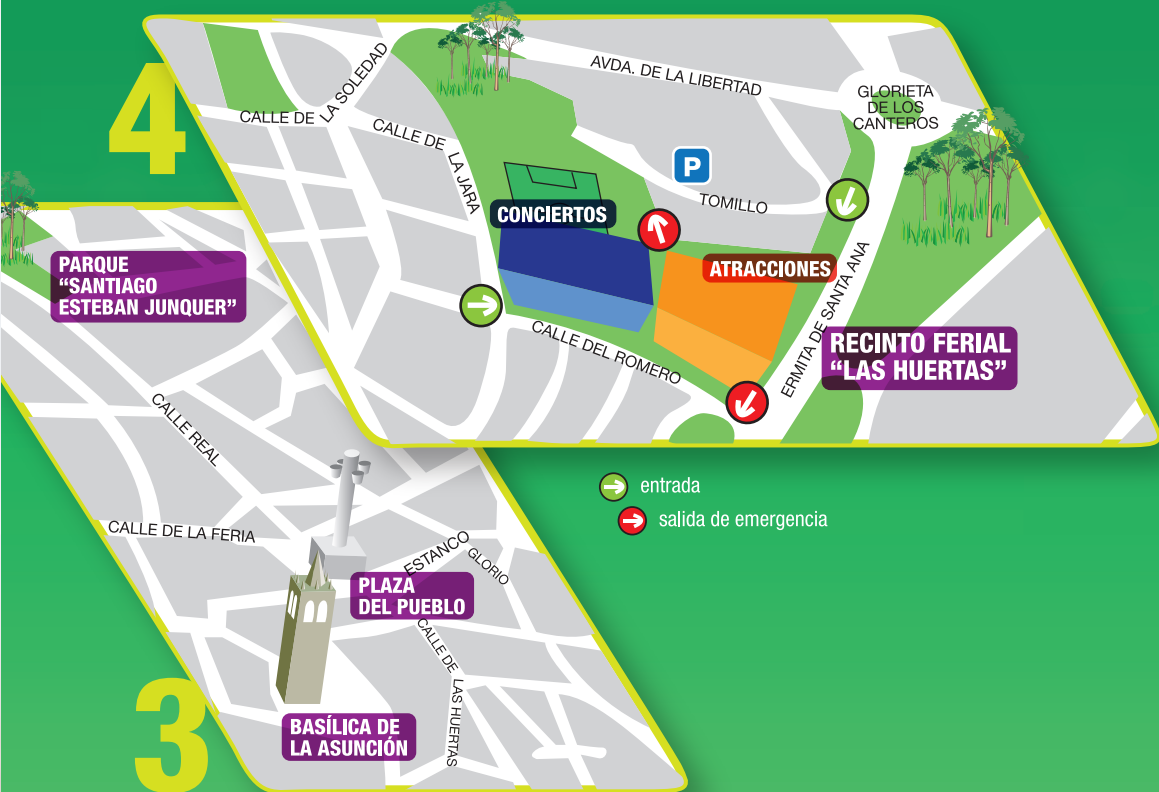 4
CALLE DE LA SOLEDAD
AVDA. DE LA LIBERTAD
GLORIETA
DE LOS
CANTEROS
CALLE DE LA JARA
P
TOMILLO
CONCIERTOS
ATRACCIONES
ERMITA DE SANTA ANA
CALLE DEL ROMERO
RECINTO FERIAL
“LAS HUERTAS”
PARQUE
“SANTIAGO
ESTEBAN JUNQUER”
CALLE REAL
entrada
salida de emergencia
CALLE DE LA FERIA
ESTANCO
GLORIO
PLAZA
DEL PUEBLO
CALLE DE LAS HUERTAS
3
BASÍLICA DE
LA ASUNCIÓN